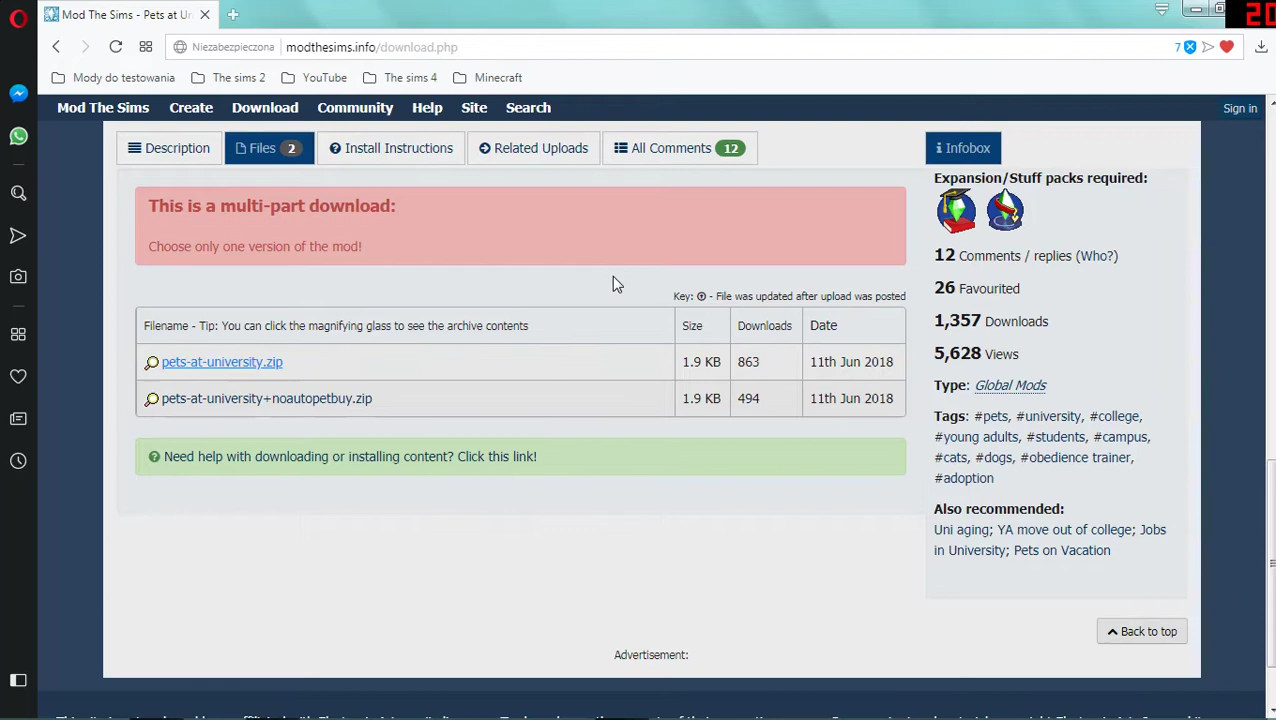 Mod The Sims - Pets at Un
20
Niezabezpieczona modthesims.info/download.php 7
Mody do testowania The sims 2 YouTube The sims 4 Minecraft
Mod The Sims Create Download Community Help Site Search Sign in
Description Files 2 Install Instructions Related Uploads All Comments 12 Infobox
This is a multi-part download:
Choose only one version of the mod!
Key: - File was updated after upload was posted
Filename - Tip: You can click the magnifying glass to see the archive contents Size Downloads Date
pets-at-university.zip 1.9 KB 863 11th Jun 2018
pets-at-university+noautopetbuy.zip 1.9 KB 494 11th Jun 2018
Need help with downloading or installing content? Click this link!
Expansion/Stuff packs required:
12 Comments / replies (Who?)
26 Favourited
1,357 Downloads
5,628 Views
Type: Global Mods
Tags: #pets, #university, #college,
#young adults, #students, #campus,
#cats, #dogs, #obedience trainer,
#adoption
Also recommended:
Uni aging; YA move out of college; Jobs
in University; Pets on Vacation
Back to top
Advertisement: